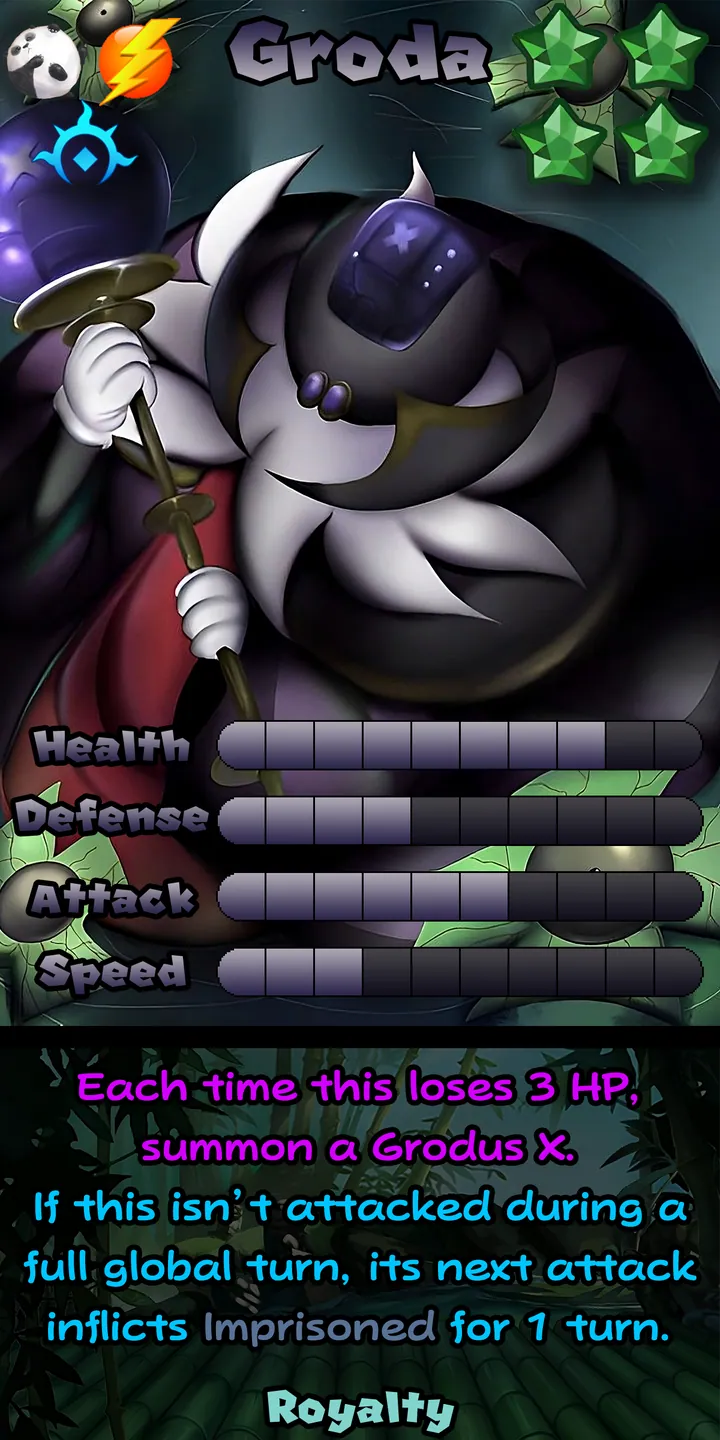 Groda
Health
Defense
Attack
Speed
Each time this loses 3 HP,
summon a Grodus X.
If this isn't attacked during a
full global turn, its next attack
inflicts Imprisoned for 1 turn.
Royalty